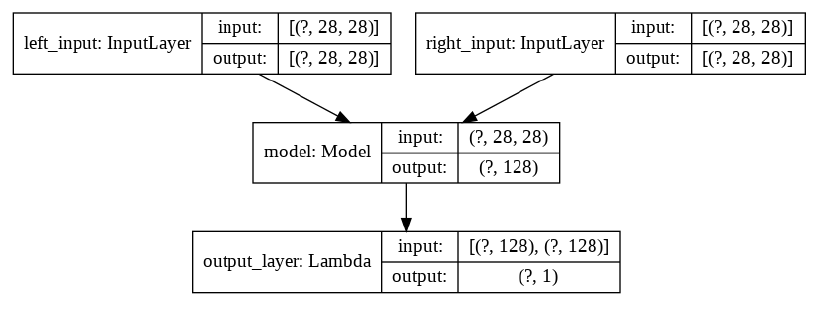 left_input: InputLayer
input:
[(?, 28, 28)]
output:
[(?, 28, 28)]
right_input: InputLayer
input:
[(?, 28, 28)]
output:
[(?, 28, 28)]
model: Model
input:
(?, 28, 28)
output:
(?, 128)
output_layer: Lambda
input:
[(?, 128), (?, 128)]
output:
(?, 1)